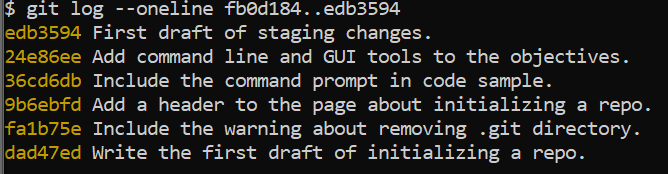 $ git log --oneline fb0d184..edb3594
edb3594 First draft of staging changes.
24e86ee Add command line and GUI tools to the objectives.
36cd6db Include the command prompt in code sample.
9b6ebfd Add a header to the page about initializing a repo.
fa1b75e Include the warning about removing .git directory.
dad47ed Write the first draft of initializing a repo.